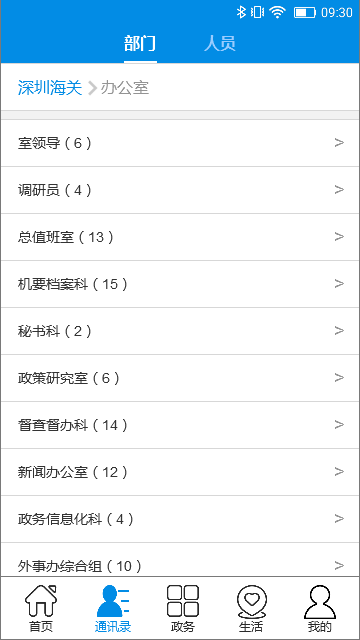 09:30
部门 人员
深圳海关 > 办公室
室领导（6） >
调研员（4） >
总值班室（13） >
机要档案科（15） >
秘书科（2） >
政策研究室（6） >
督查督办科（14） >
新闻办公室（12） >
政务信息化科（4） >
外事办综合组（10） >
首页 通讯录 政务 生活 我的